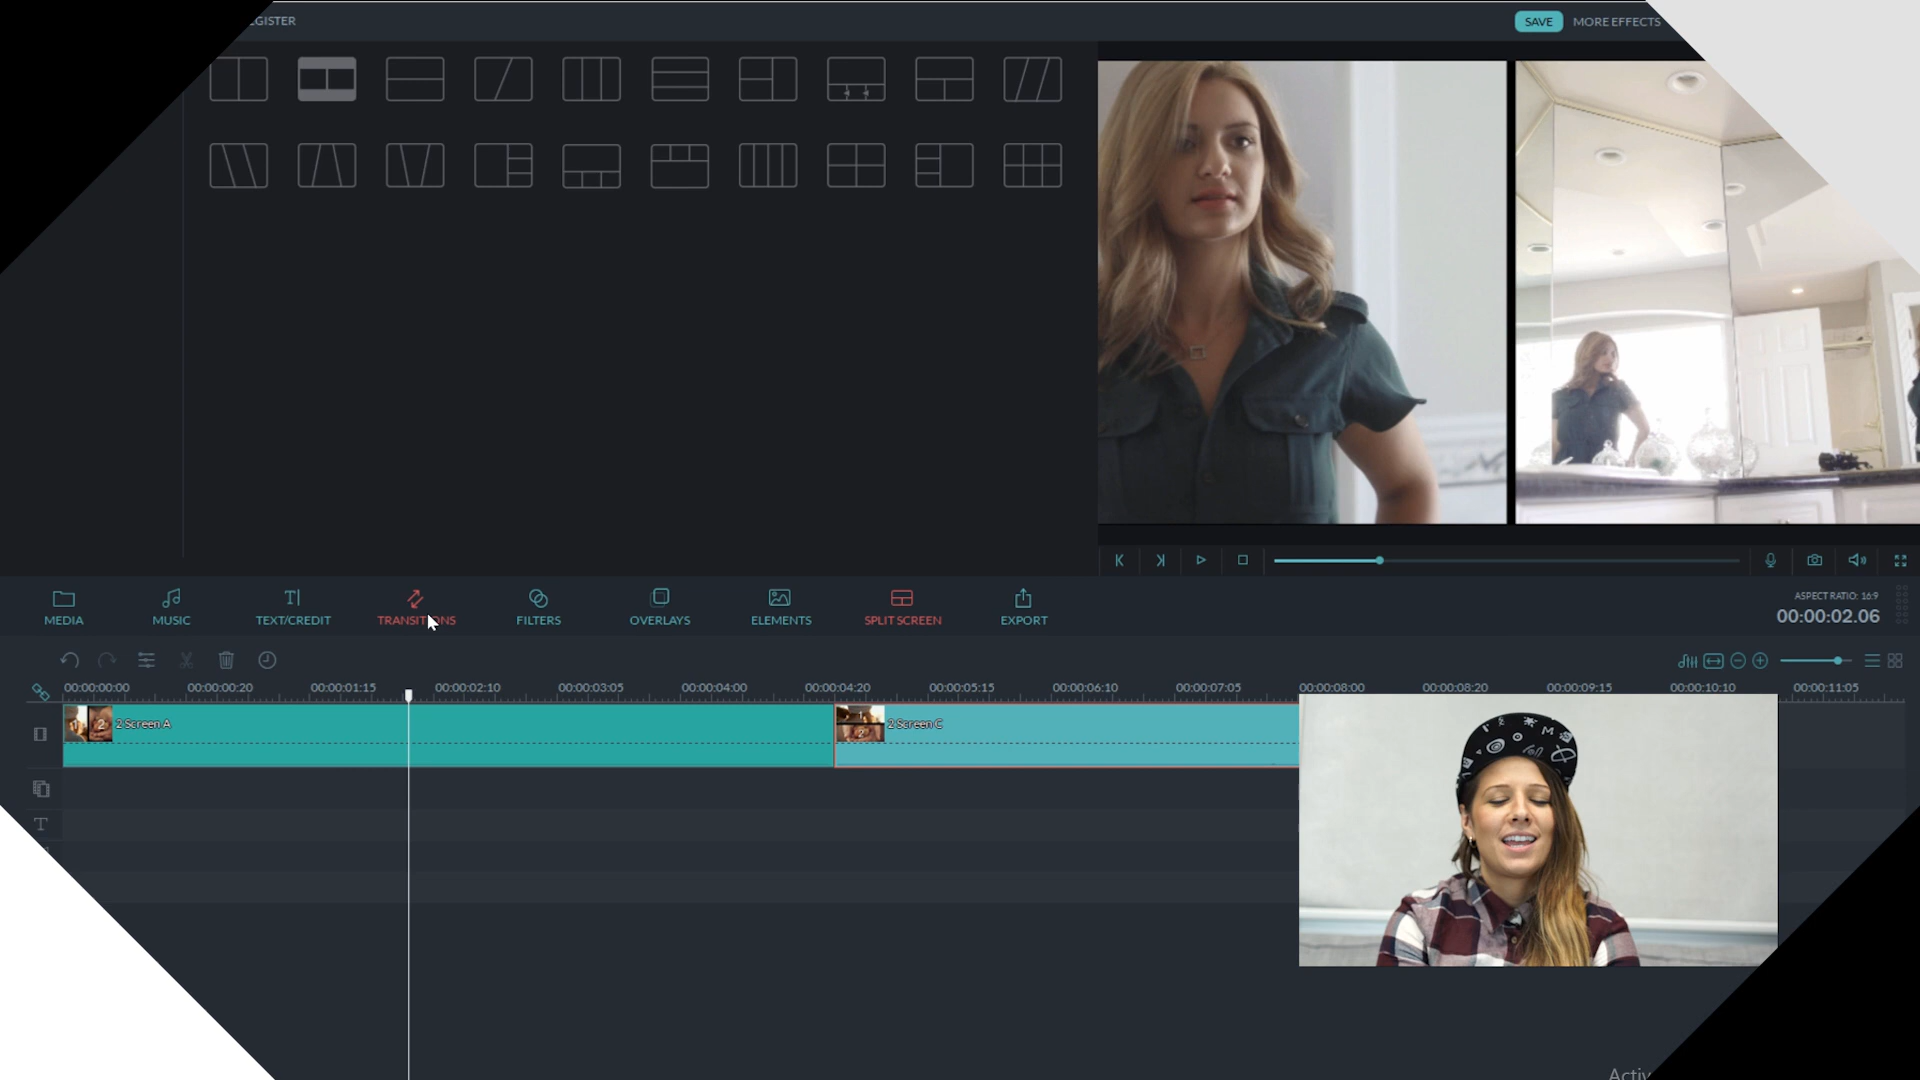 EGISTER
SAVE
MORE EFFECTS
MEDIA
MUSIC
TEXT/CREDIT
TRANSITIONS
FILTERS
OVERLAYS
ELEMENTS
SPLIT SCREEN
EXPORT
ASPECT RATIO: 16:9
00:00:02.06
00:00:00:00
00:00:00:20
00:00:01:15
00:00:02:10
00:00:03:05
00:00:04:00
00:00:04:20
00:00:05:15
00:00:06:10
00:00:07:05
00:00:08:00
00:00:08:20
00:00:09:15
00:00:10:10
00:00:11:05
2 2 Screen A
2 2 Screen C
T
Activ